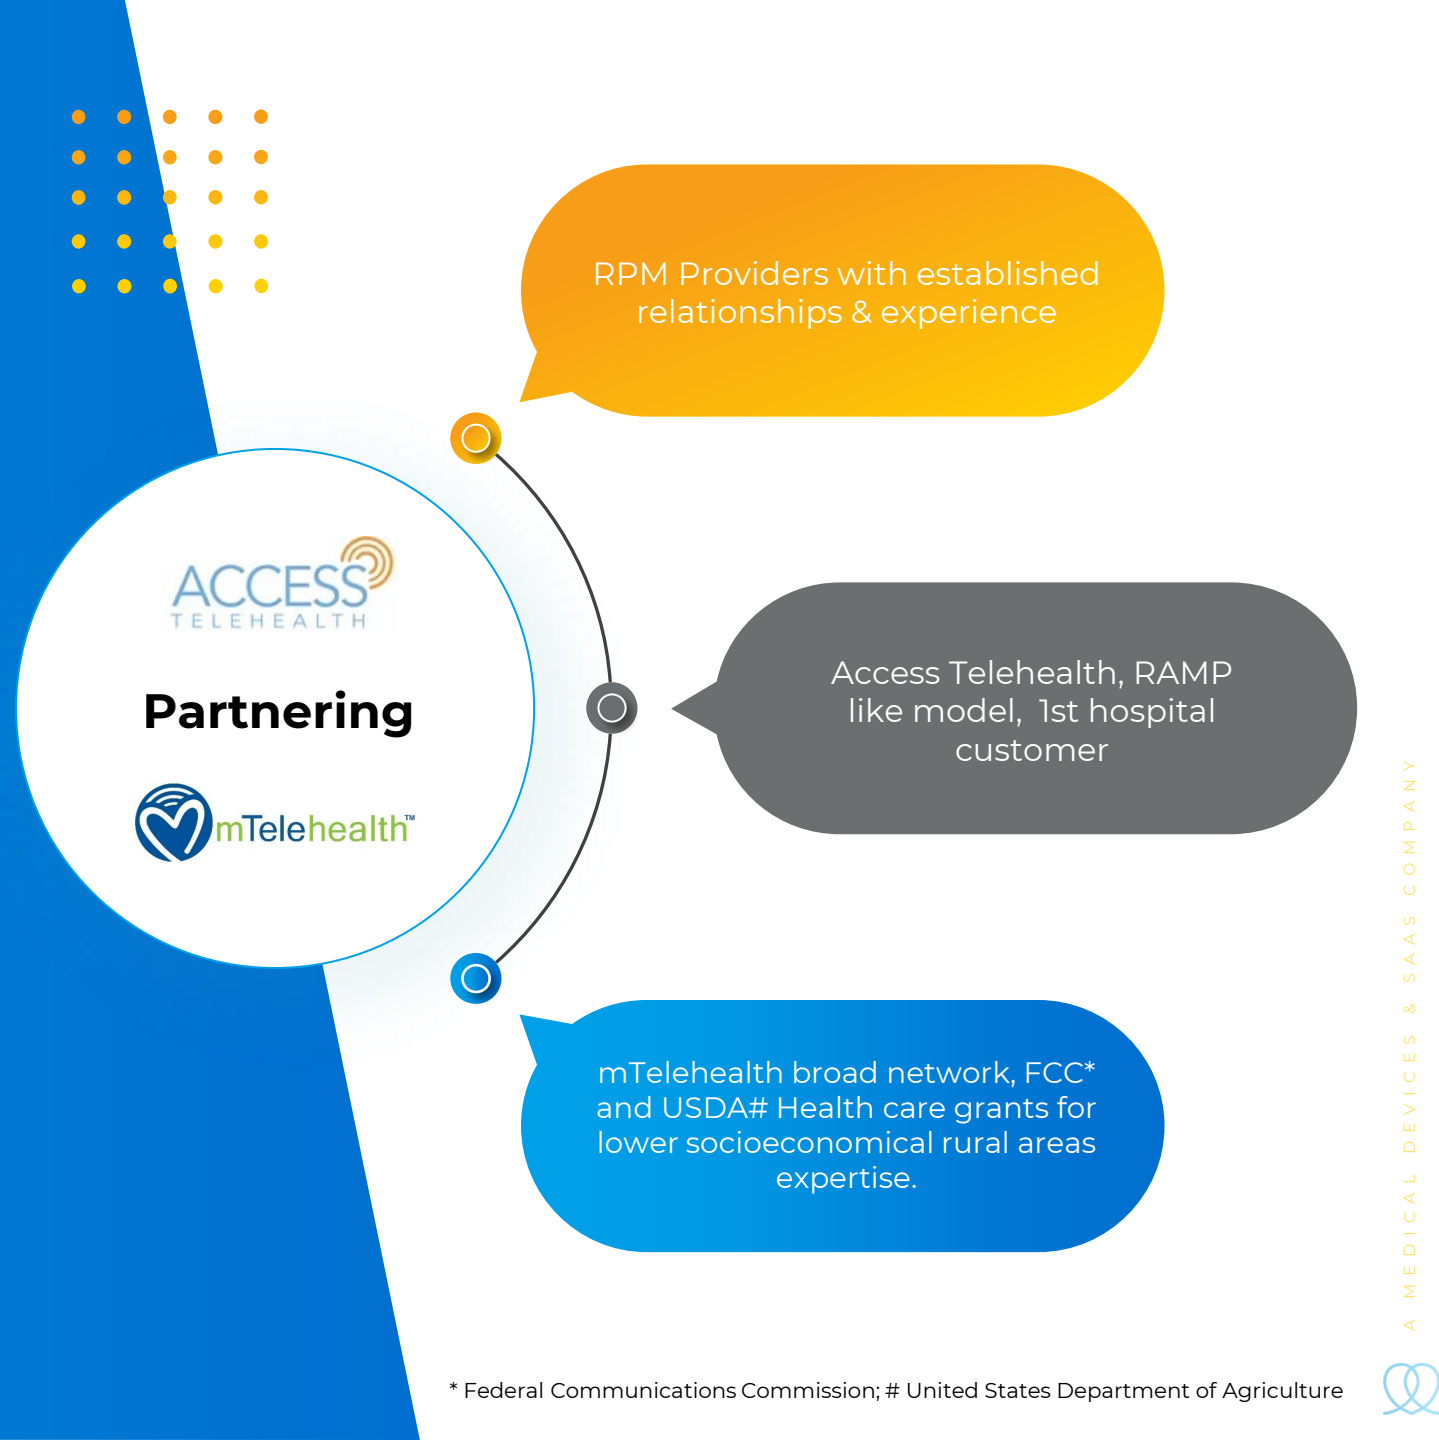 RPM Providers with established
relationships & experience
ACCESS
TELEHEALTH
Partnering
mTelehealth™
Access Telehealth, RAMP
like model,  1st hospital
customer
mTelehealth broad network, FCC*
and USDA# Health care grants for
lower socioeconomical rural areas
expertise.
A MEDICAL DEVICES & SAAS COMPANY
* Federal Communications Commission; # United States Department of Agriculture